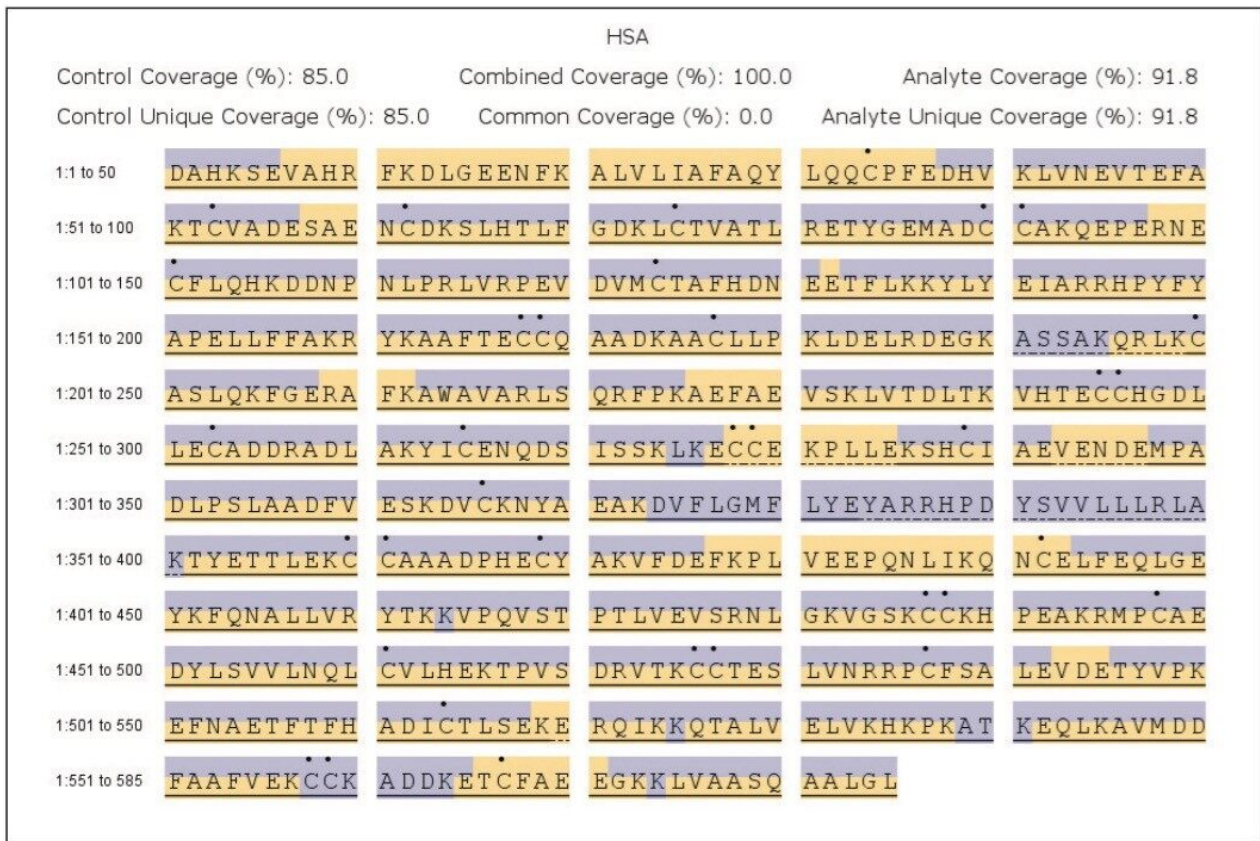 HSA
Control Coverage (%): 85.0 Combined Coverage (%): 100.0 Analyte Coverage (%): 91.8
Control Unique Coverage (%): 85.0 Common Coverage (%): 0.0 Analyte Unique Coverage (%): 91.8
1:1 to 50 DAHKSEVAHR FKDLGEENFK ALVLIAFAQY LQQCPFEDHV KLVNEVTEFA
1:51 to 100 KTCVADESAE NCDKSLHTLF GDKLCTVATL RETYGEMADC CAKQEPERNE
1:101 to 150 CFLQHKDDNP NLPRLVRPEV DVMCTAFHDN EETFLKKYLY EIARRHPYFY
1:151 to 200 APELLFFAKR YKAAFTECCQ AADKAACLLP KLDELRDEGK ASSAKQRLKC
1:201 to 250 ASLQKFGERA FKAWAVARLS QRFPKAEFAE VSKLVTDLTK VHTECCHGDL
1:251 to 300 LECADDRADL AKYICENQDS ISSKLKECCE KPLLEKSHCI AEVENDEMPA
1:301 to 350 DLPSLAADFV ESKDVCKNYA EAKDVFLGMF LYEYARRHPD YSVVLLLRLA
1:351 to 400 KTYETTLEKC CAAADPHECY AKVFDEFKPL VEEPQNLIKQ NCELFEQLGE
1:401 to 450 YKFQNALLVR YTKKVPQVST PTLVEVSRNL GKVGSKCCKH PEAKRMPCAE
1:451 to 500 DYLSVVLNQL CVLHEKTPVS DRVTKCCTES LVNRRPCFSA LEVDETYVPK
1:501 to 550 EFNAETFTFH ADICTLSEKE RQIKKQTALV ELVKHKPKAT KEQLKAVMDD
1:551 to 585 FAAFVEKCCK ADDKETCFAE EGKKLVAASQ AALGL